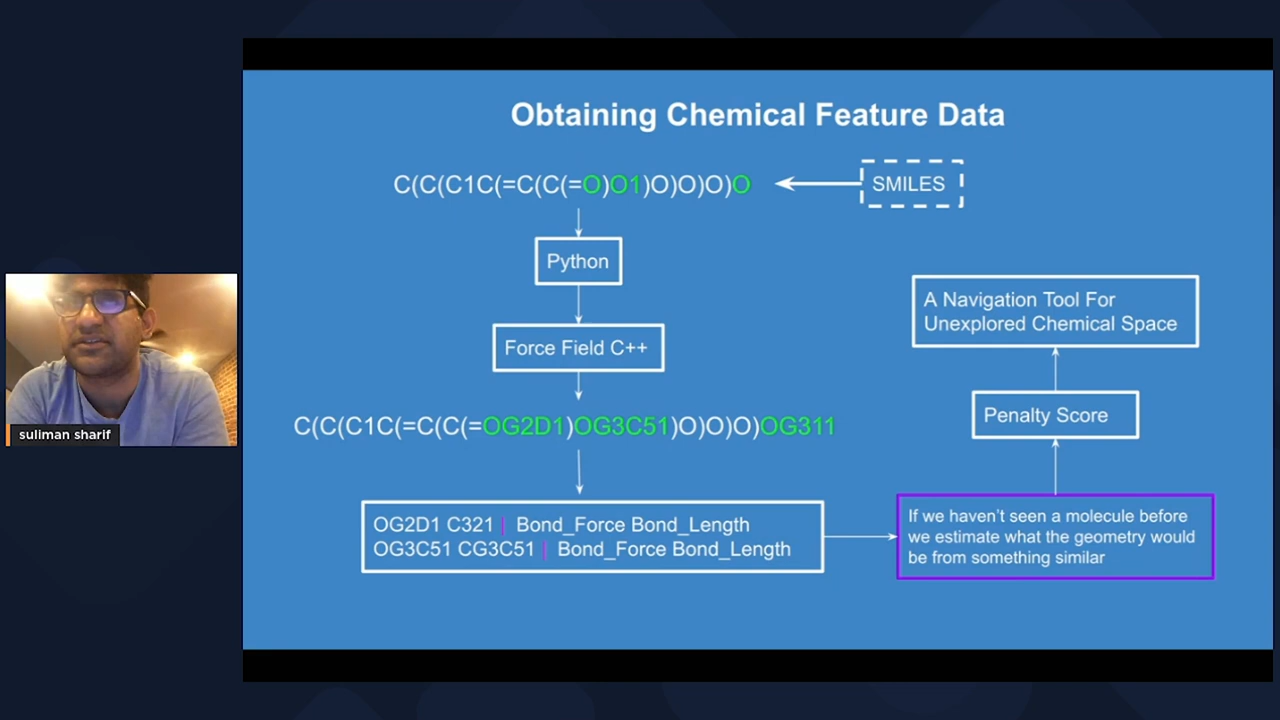 Obtaining Chemical Feature Data
C(C(C1C(=C(C(=O)O1)O)O)O)O
SMILES
Python
Force Field C++
C(C(C1C(=C(C(=OG2D1)OG3C51)O)O)O)OG311
OG2D1 C321 | Bond_Force Bond_Length
OG3C51 CG3C51 | Bond_Force Bond_Length
If we haven't seen a molecule before
we estimate what the geometry would
be from something similar
Penalty Score
A Navigation Tool For
Unexplored Chemical Space
suliman sharif